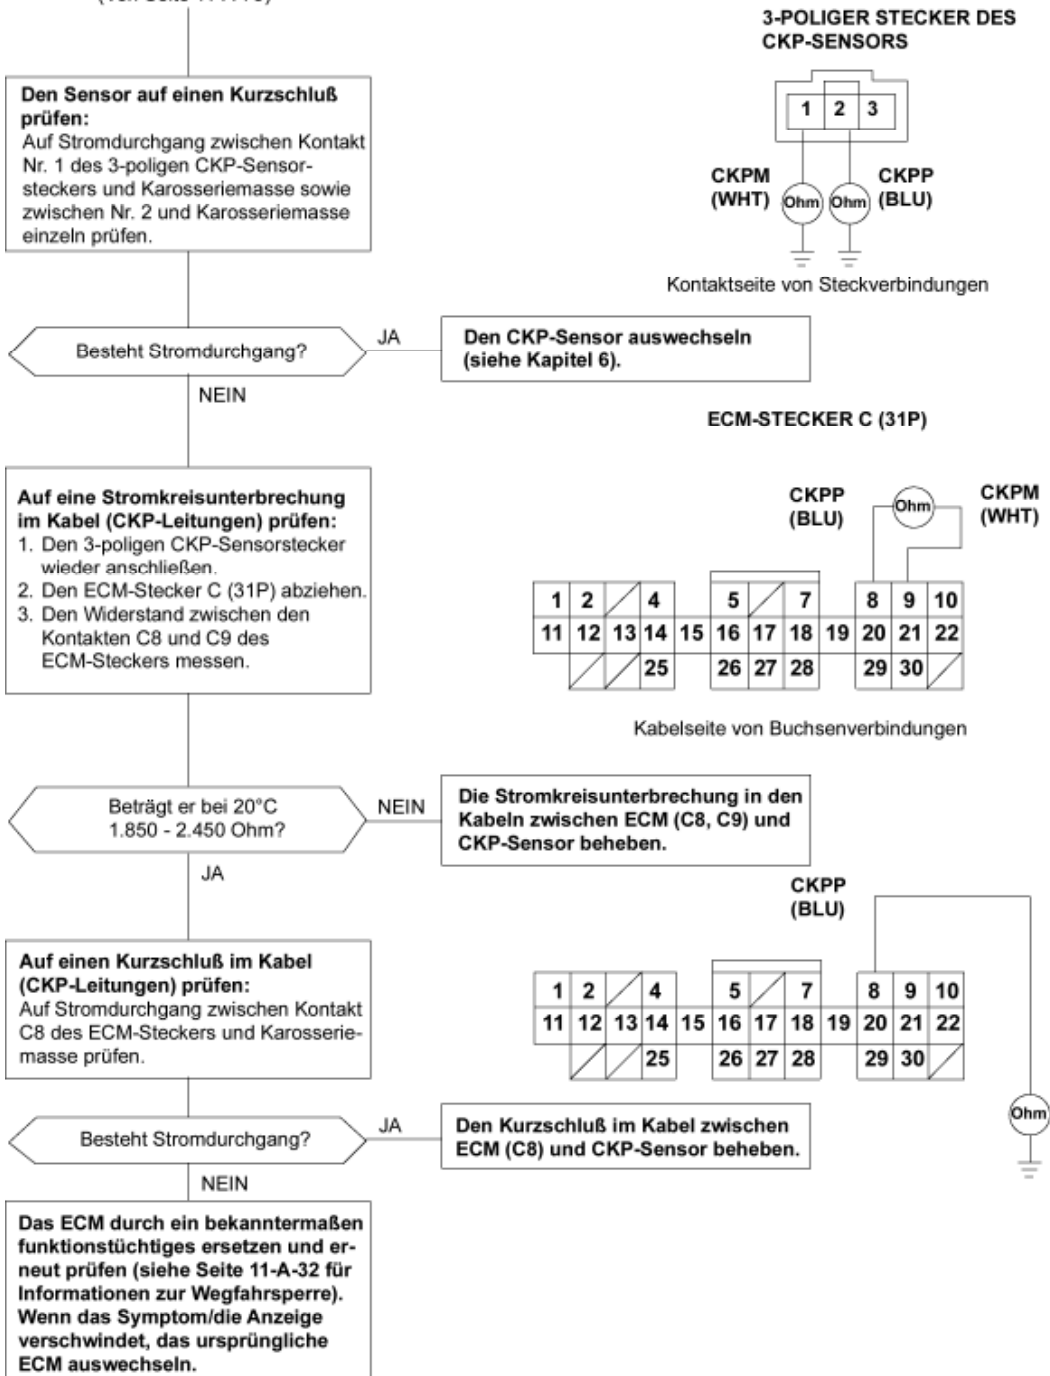 3-POLIGER STECKER DES
CKP-SENSORS
Den Sensor auf einen Kurzschluß
prüfen:
Auf Stromdurchgang zwischen Kontakt
Nr. 1 des 3-poligen CKP-Sensor-
steckers und Karosseriemasse sowie
zwischen Nr. 2 und Karosseriemasse
einzeln prüfen.
1 2 3
CKPM
(WHT)
Ohm
Ohm
CKPP
(BLU)
Kontaktseite von Steckverbindungen
Besteht Stromdurchgang?
JA
Den CKP-Sensor auswechseln
(siehe Kapitel 6).
NEIN
ECM-STECKER C (31P)
Auf eine Stromkreisunterbrechung
im Kabel (CKP-Leitungen) prüfen:
1. Den 3-poligen CKP-Sensorstecker
wieder anschließen.
2. Den ECM-Stecker C (31P) abziehen.
3. Den Widerstand zwischen den
Kontakten C8 und C9 des
ECM-Steckers messen.
CKPP
(BLU)
Ohm
CKPM
(WHT)
1 2 4 5 7 8 9 10
11 12 13 14 15 16 17 18 19 20 21 22
25 26 27 28 29 30
Kabelseite von Buchsenverbindungen
Beträgt er bei 20°C
1.850 - 2.450 Ohm?
NEIN
Die Stromkreisunterbrechung in den
Kabeln zwischen ECM (C8, C9) und
CKP-Sensor beheben.
JA
CKPP
(BLU)
Auf einen Kurzschluß im Kabel
(CKP-Leitungen) prüfen:
Auf Stromdurchgang zwischen Kontakt
C8 des ECM-Steckers und Karosserie-
masse prüfen.
1 2 4 5 7 8 9 10
11 12 13 14 15 16 17 18 19 20 21 22
25 26 27 28 29 30
Ohm
Besteht Stromdurchgang?
JA
Den Kurzschluß im Kabel zwischen
ECM (C8) und CKP-Sensor beheben.
NEIN
Das ECM durch ein bekanntermaßen
funktionstüchtiges ersetzen und er-
neut prüfen (siehe Seite 11-A-32 für
Informationen zur Wegfahrsperre).
Wenn das Symptom/die Anzeige
verschwindet, das ursprüngliche
ECM auswechseln.